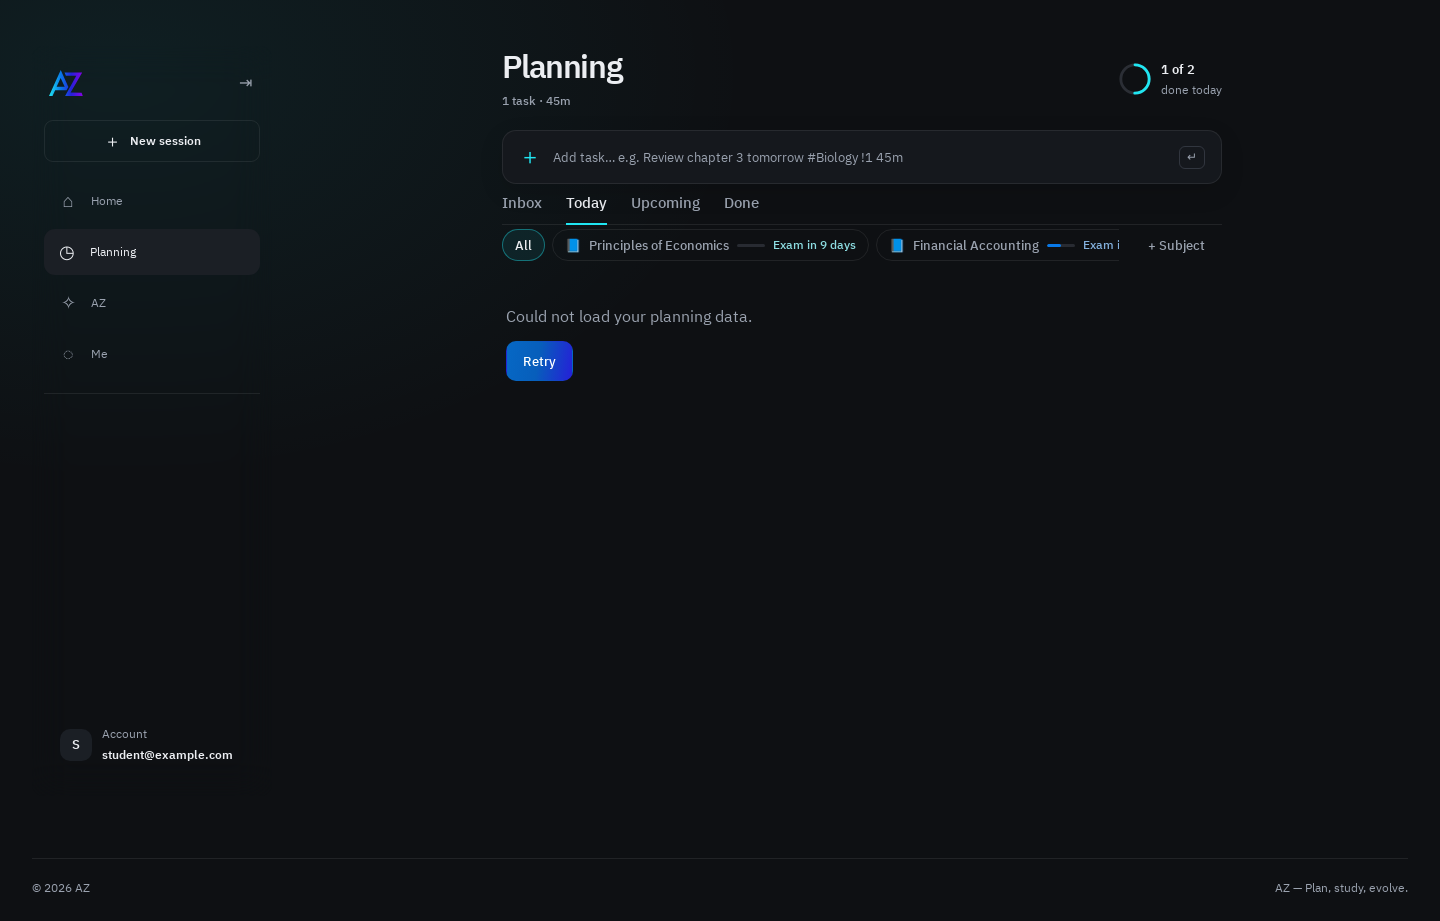 AZ
New session
Home
Planning
AZ
Me
Account
S
student@example.com
Planning
1 task · 45m
1 of 2
done today
Add task... e.g. Review chapter 3 tomorrow #Biology !1 45m
Inbox Today Upcoming Done
All Principles of Economics Exam in 9 days Financial Accounting Exam i + Subject
Could not load your planning data.
Retry
© 2026 AZ
AZ — Plan, study, evolve.